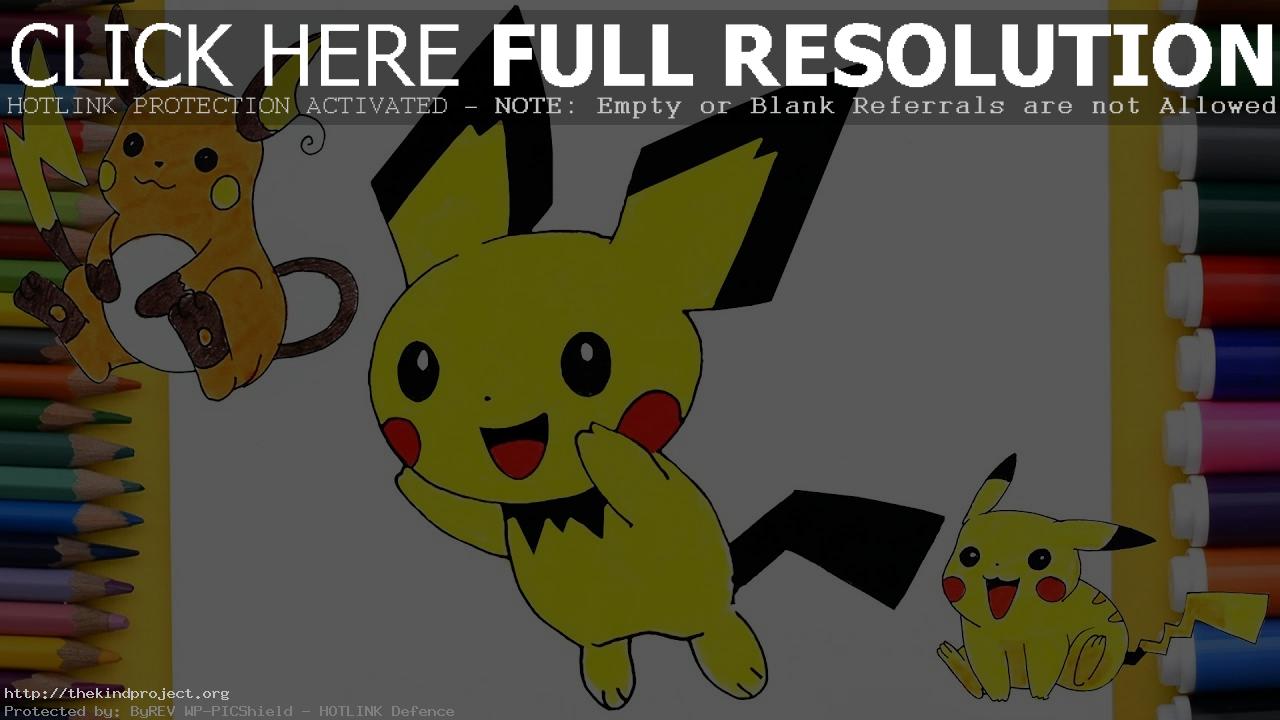 CLICK HERE FULL RESOLUTION
HOTLINK PROTECTION ACTIVATED – NOTE: Empty or Blank Referrals are not Allowed
http://thekindproject.org
Protected by: ByREV WP-PICShield – HOTLINK Defence